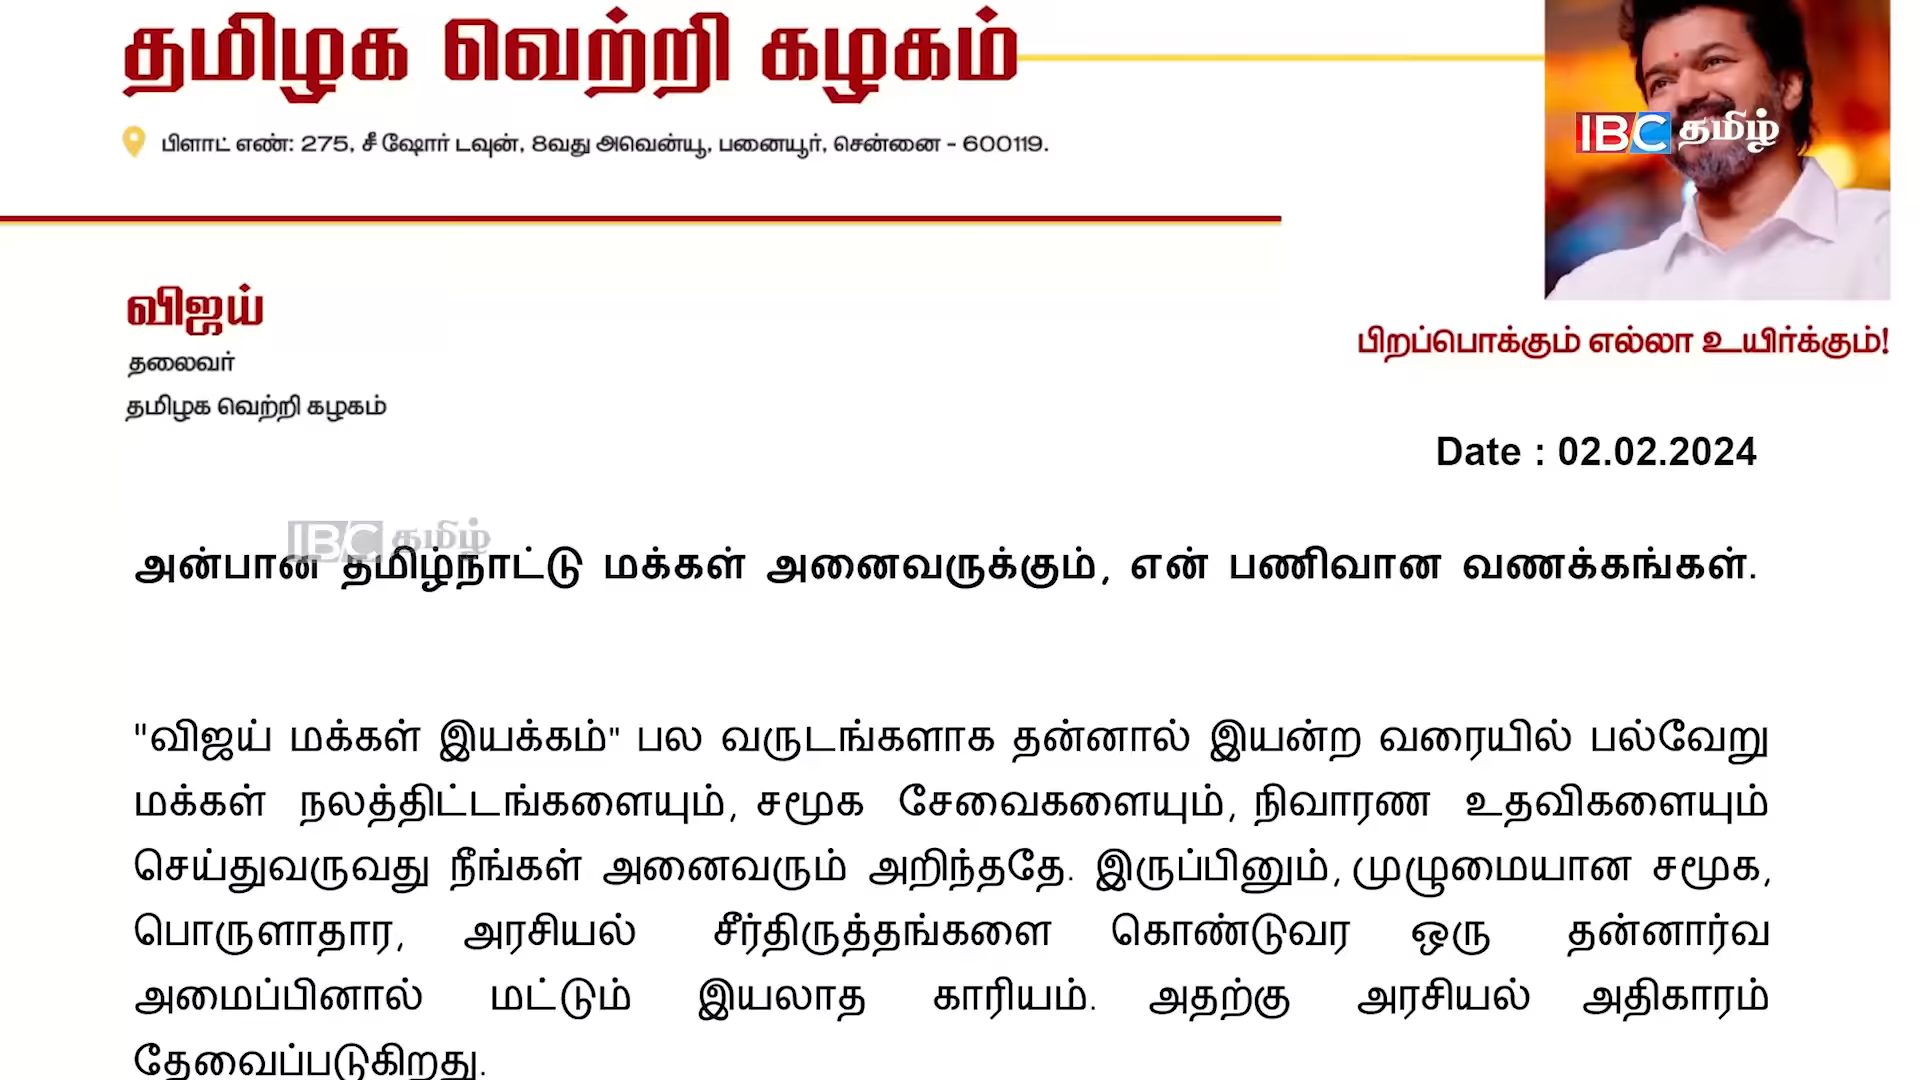 தமிழக வெற்றி கழகம்
பிளாட் எண்: 275, சீ ஷோர் டவுன், 8வது அவென்யூ, பனையூர், சென்னை - 600119.
IBC தமிழ்
விஜய்
தலைவர்
தமிழக வெற்றி கழகம்
பிறப்பொக்கும் எல்லா உயிர்க்கும்!
Date : 02.02.2024
IBC தமிழ்
அன்பான தமிழ்நாட்டு மக்கள் அனைவருக்கும், என் பணிவான வணக்கங்கள்.
"விஜய் மக்கள் இயக்கம்" பல வருடங்களாக தன்னால் இயன்ற வரையில் பல்வேறு
மக்கள் நலத்திட்டங்களையும், சமூக சேவைகளையும், நிவாரண உதவிகளையும்
செய்துவருவது நீங்கள் அனைவரும் அறிந்ததே. இருப்பினும், முழுமையான சமூக,
பொருளாதார, அரசியல் சீர்திருத்தங்களை கொண்டுவர ஒரு தன்னார்வ
அமைப்பினால் மட்டும் இயலாத காரியம். அதற்கு அரசியல் அதிகாரம்
தேவைப்படுகிறது.